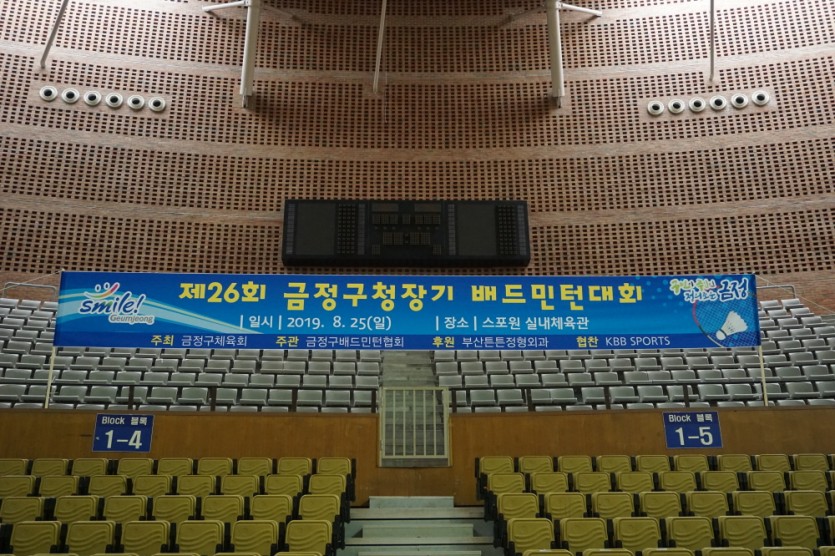 제26회 금정구청장기 배드민턴대회
smile!
Geumjeong
| 일시 | 2019. 8. 25(일) | 장소 | 스포원 실내체육관
주최 금정구체육회 주관 금정구배드민턴협회 후원 부산튼튼정형외과 협찬 KBB SPORTS
금정
Block 블록
1-4
Block 블록
1-5